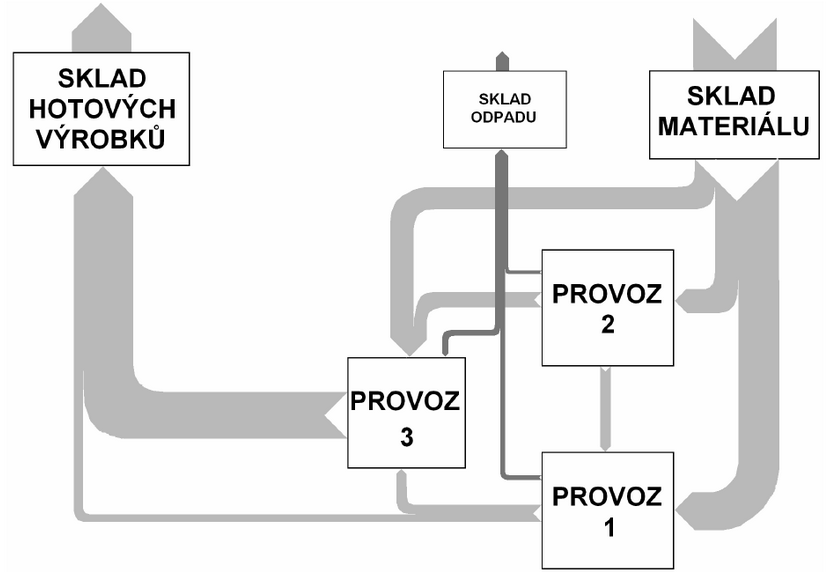 SKLAD
HOTOVÝCH
VÝROBKŮ
SKLAD
ODPADU
SKLAD
MATERIÁLU
PROVOZ
2
PROVOZ
3
PROVOZ
1